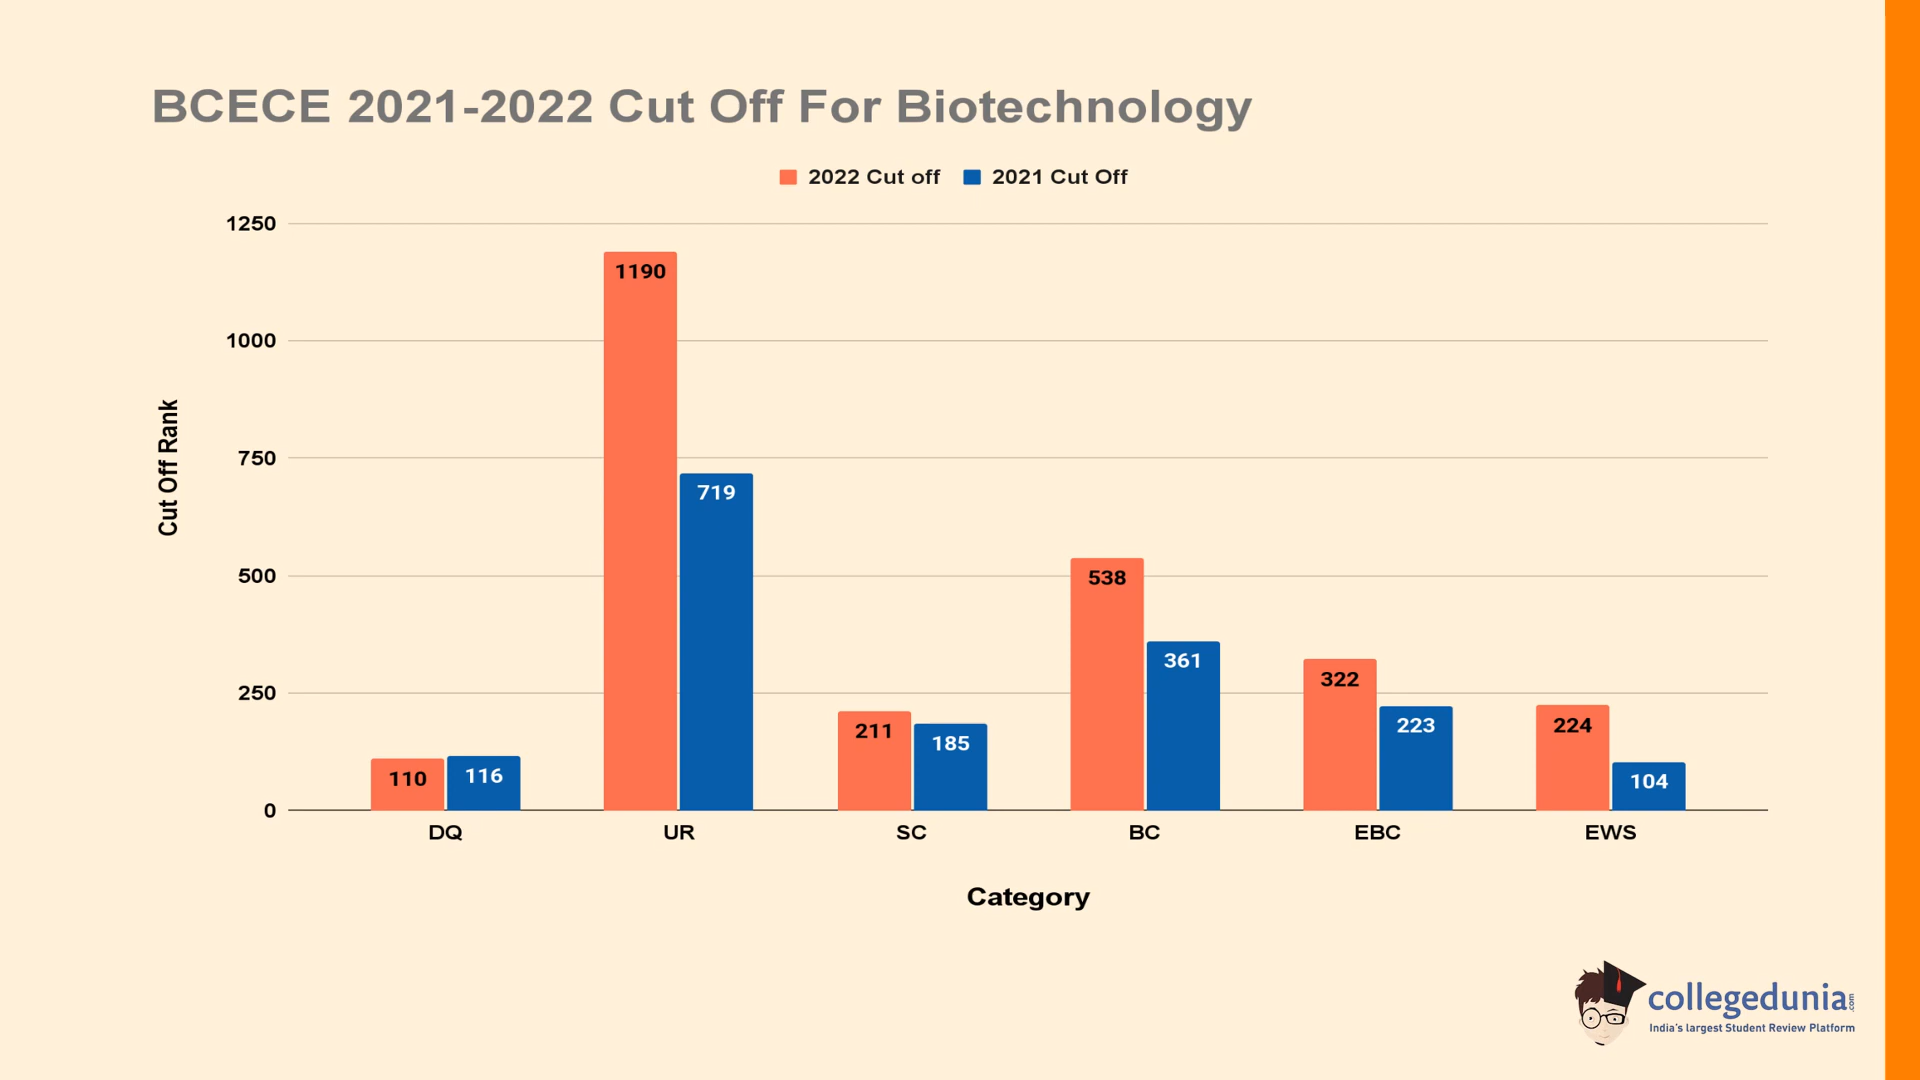 BCECE 2021-2022 Cut Off For Biotechnology
2022 Cut off 2021 Cut Off
1250
1000
750
500
250
0
Cut Off Rank
110 116
1190 719
211 185
538 361
322 223
224 104
DQ UR SC BC EBC EWS
Category
collegedunia.com
India's largest Student Review Platform